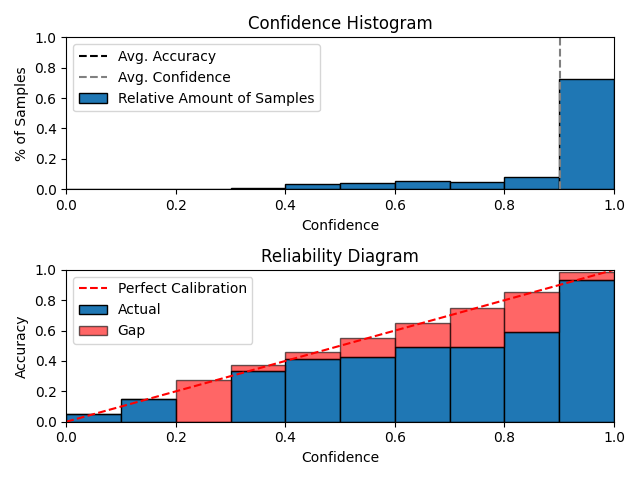 Confidence Histogram
1.0
0.8
0.6
0.4
0.2
0.0
% of Samples
Avg. Accuracy
Avg. Confidence
Relative Amount of Samples
0.0 0.2 0.4 0.6 0.8 1.0
Confidence
Reliability Diagram
1.0
0.8
0.6
0.4
0.2
0.0
Accuracy
Perfect Calibration
Actual
Gap
0.0 0.2 0.4 0.6 0.8 1.0
Confidence